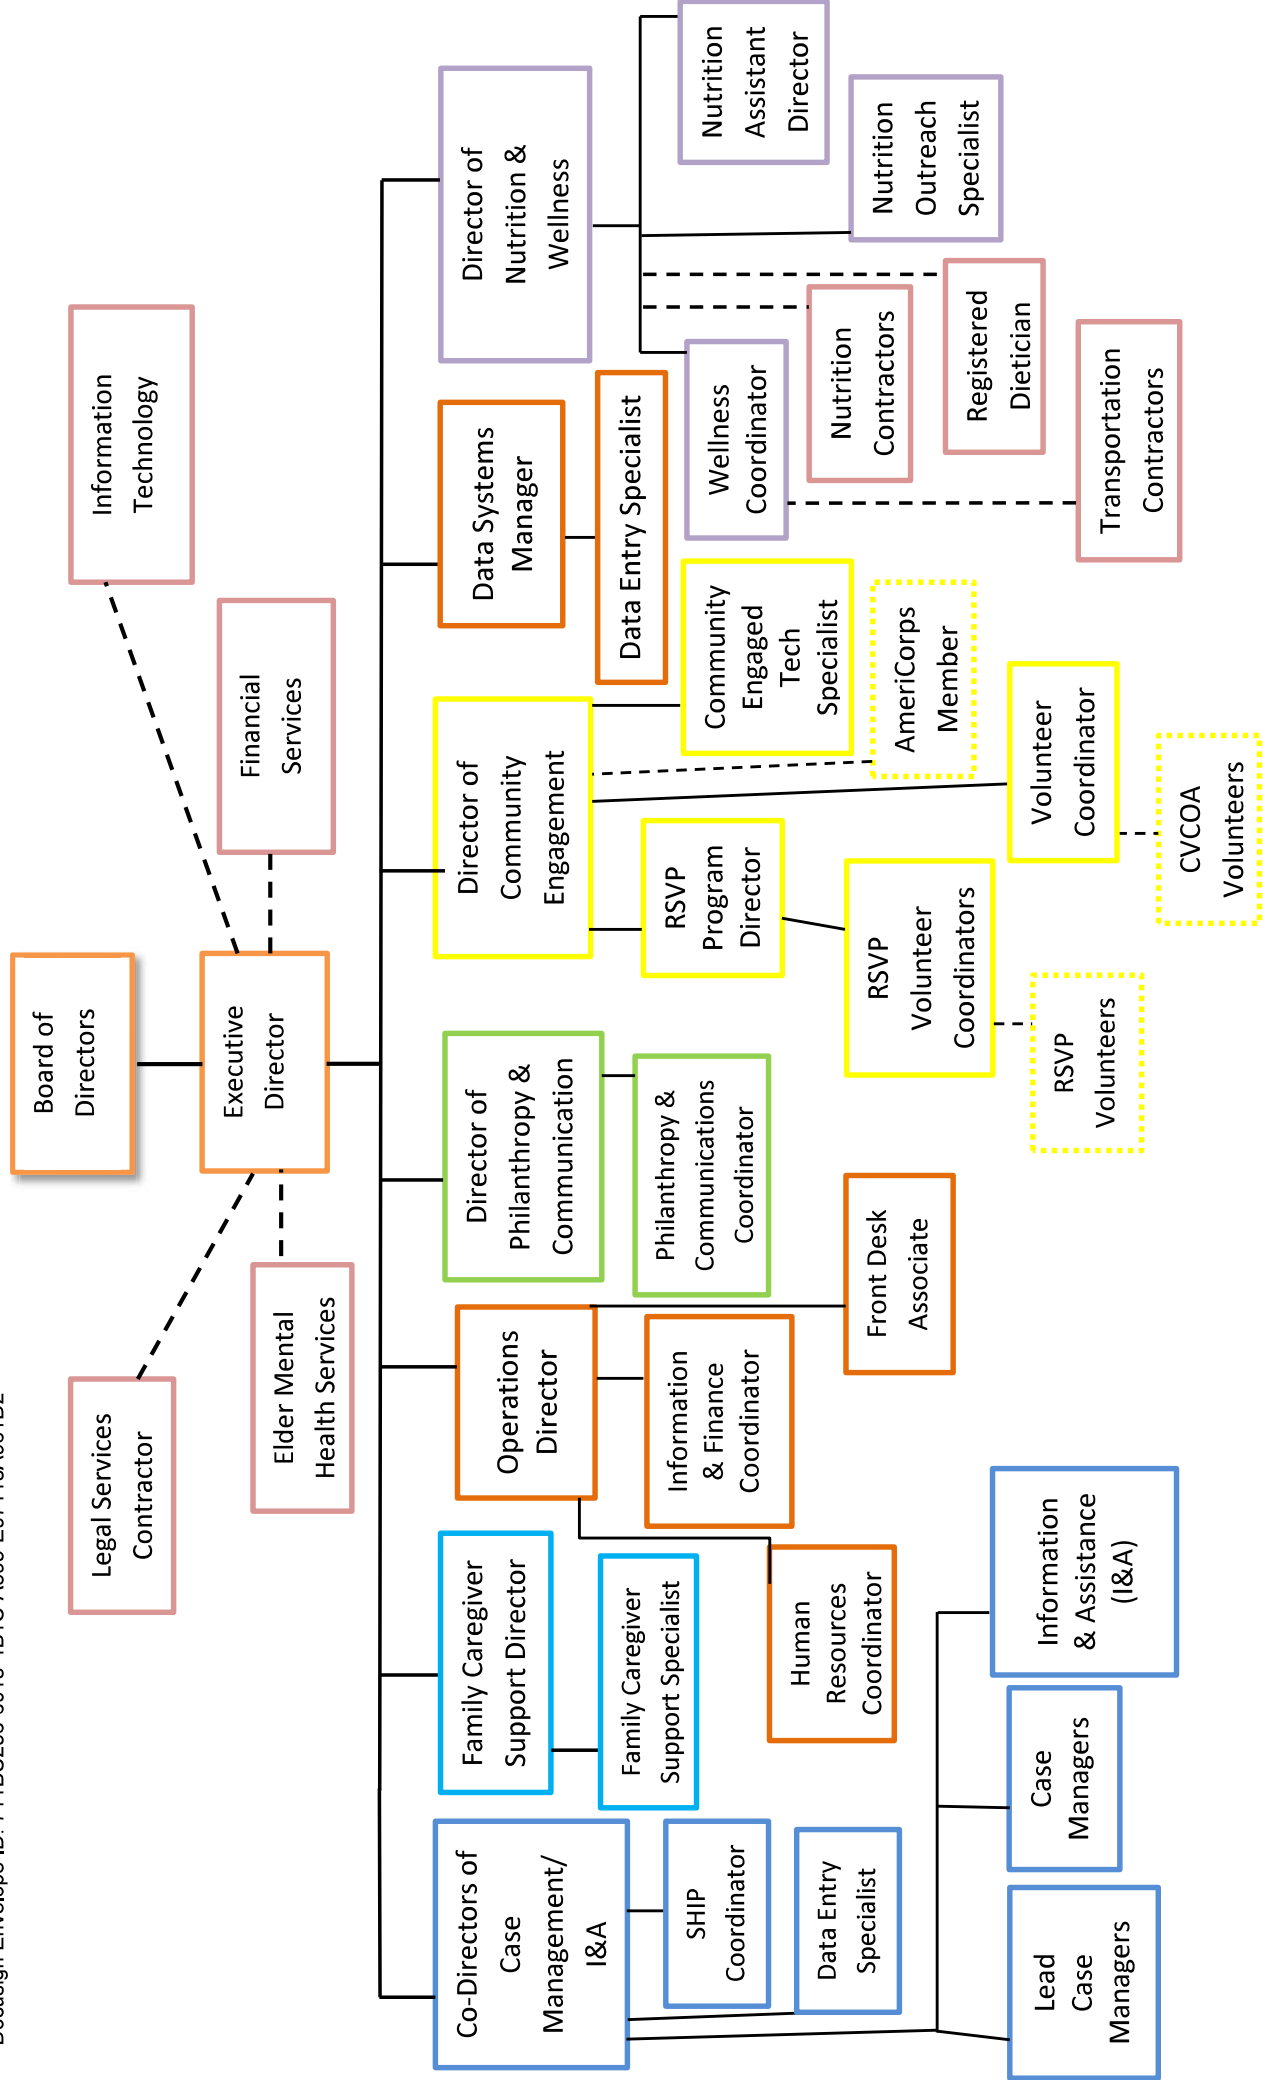 Board of
Directors
Legal Services
Contractor
Information
Technology
Elder Mental
Health Services
Executive
Director
Financial
Services
Co-Directors of
Case
Management/
I&A
Family Caregiver
Support Director
Operations
Director
Director of
Philanthropy &
Communication
Director of
Community
Engagement
Data Systems
Manager
Director of
Nutrition &
Wellness
SHIP
Coordinator
Data Entry
Specialist
Lead
Case
Managers
Case
Managers
Information
& Assistance
(I&A)
Family Caregiver
Support Specialist
Human
Resources
Coordinator
Information
& Finance
Coordinator
Front Desk
Associate
Philanthropy &
Communications
Coordinator
RSVP
Program
Director
RSVP
Volunteer
Coordinators
RSVP
Volunteers
Community
Engaged
Tech
Specialist
AmeriCorps
Member
Volunteer
Coordinator
CVCOA
Volunteers
Data Entry Specialist
Wellness
Coordinator
Nutrition
Contractors
Registered
Dietician
Transportation
Contractors
Nutrition
Assistant
Director
Nutrition
Outreach
Specialist